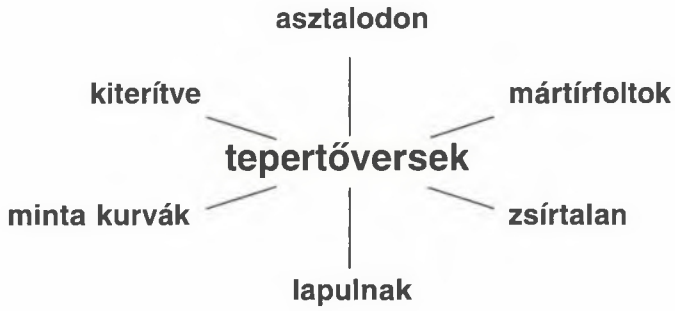 asztalodon
kiterítve
mártírfoltok
tepertőversek
minta kurvák
zsírtalan
lapulnak